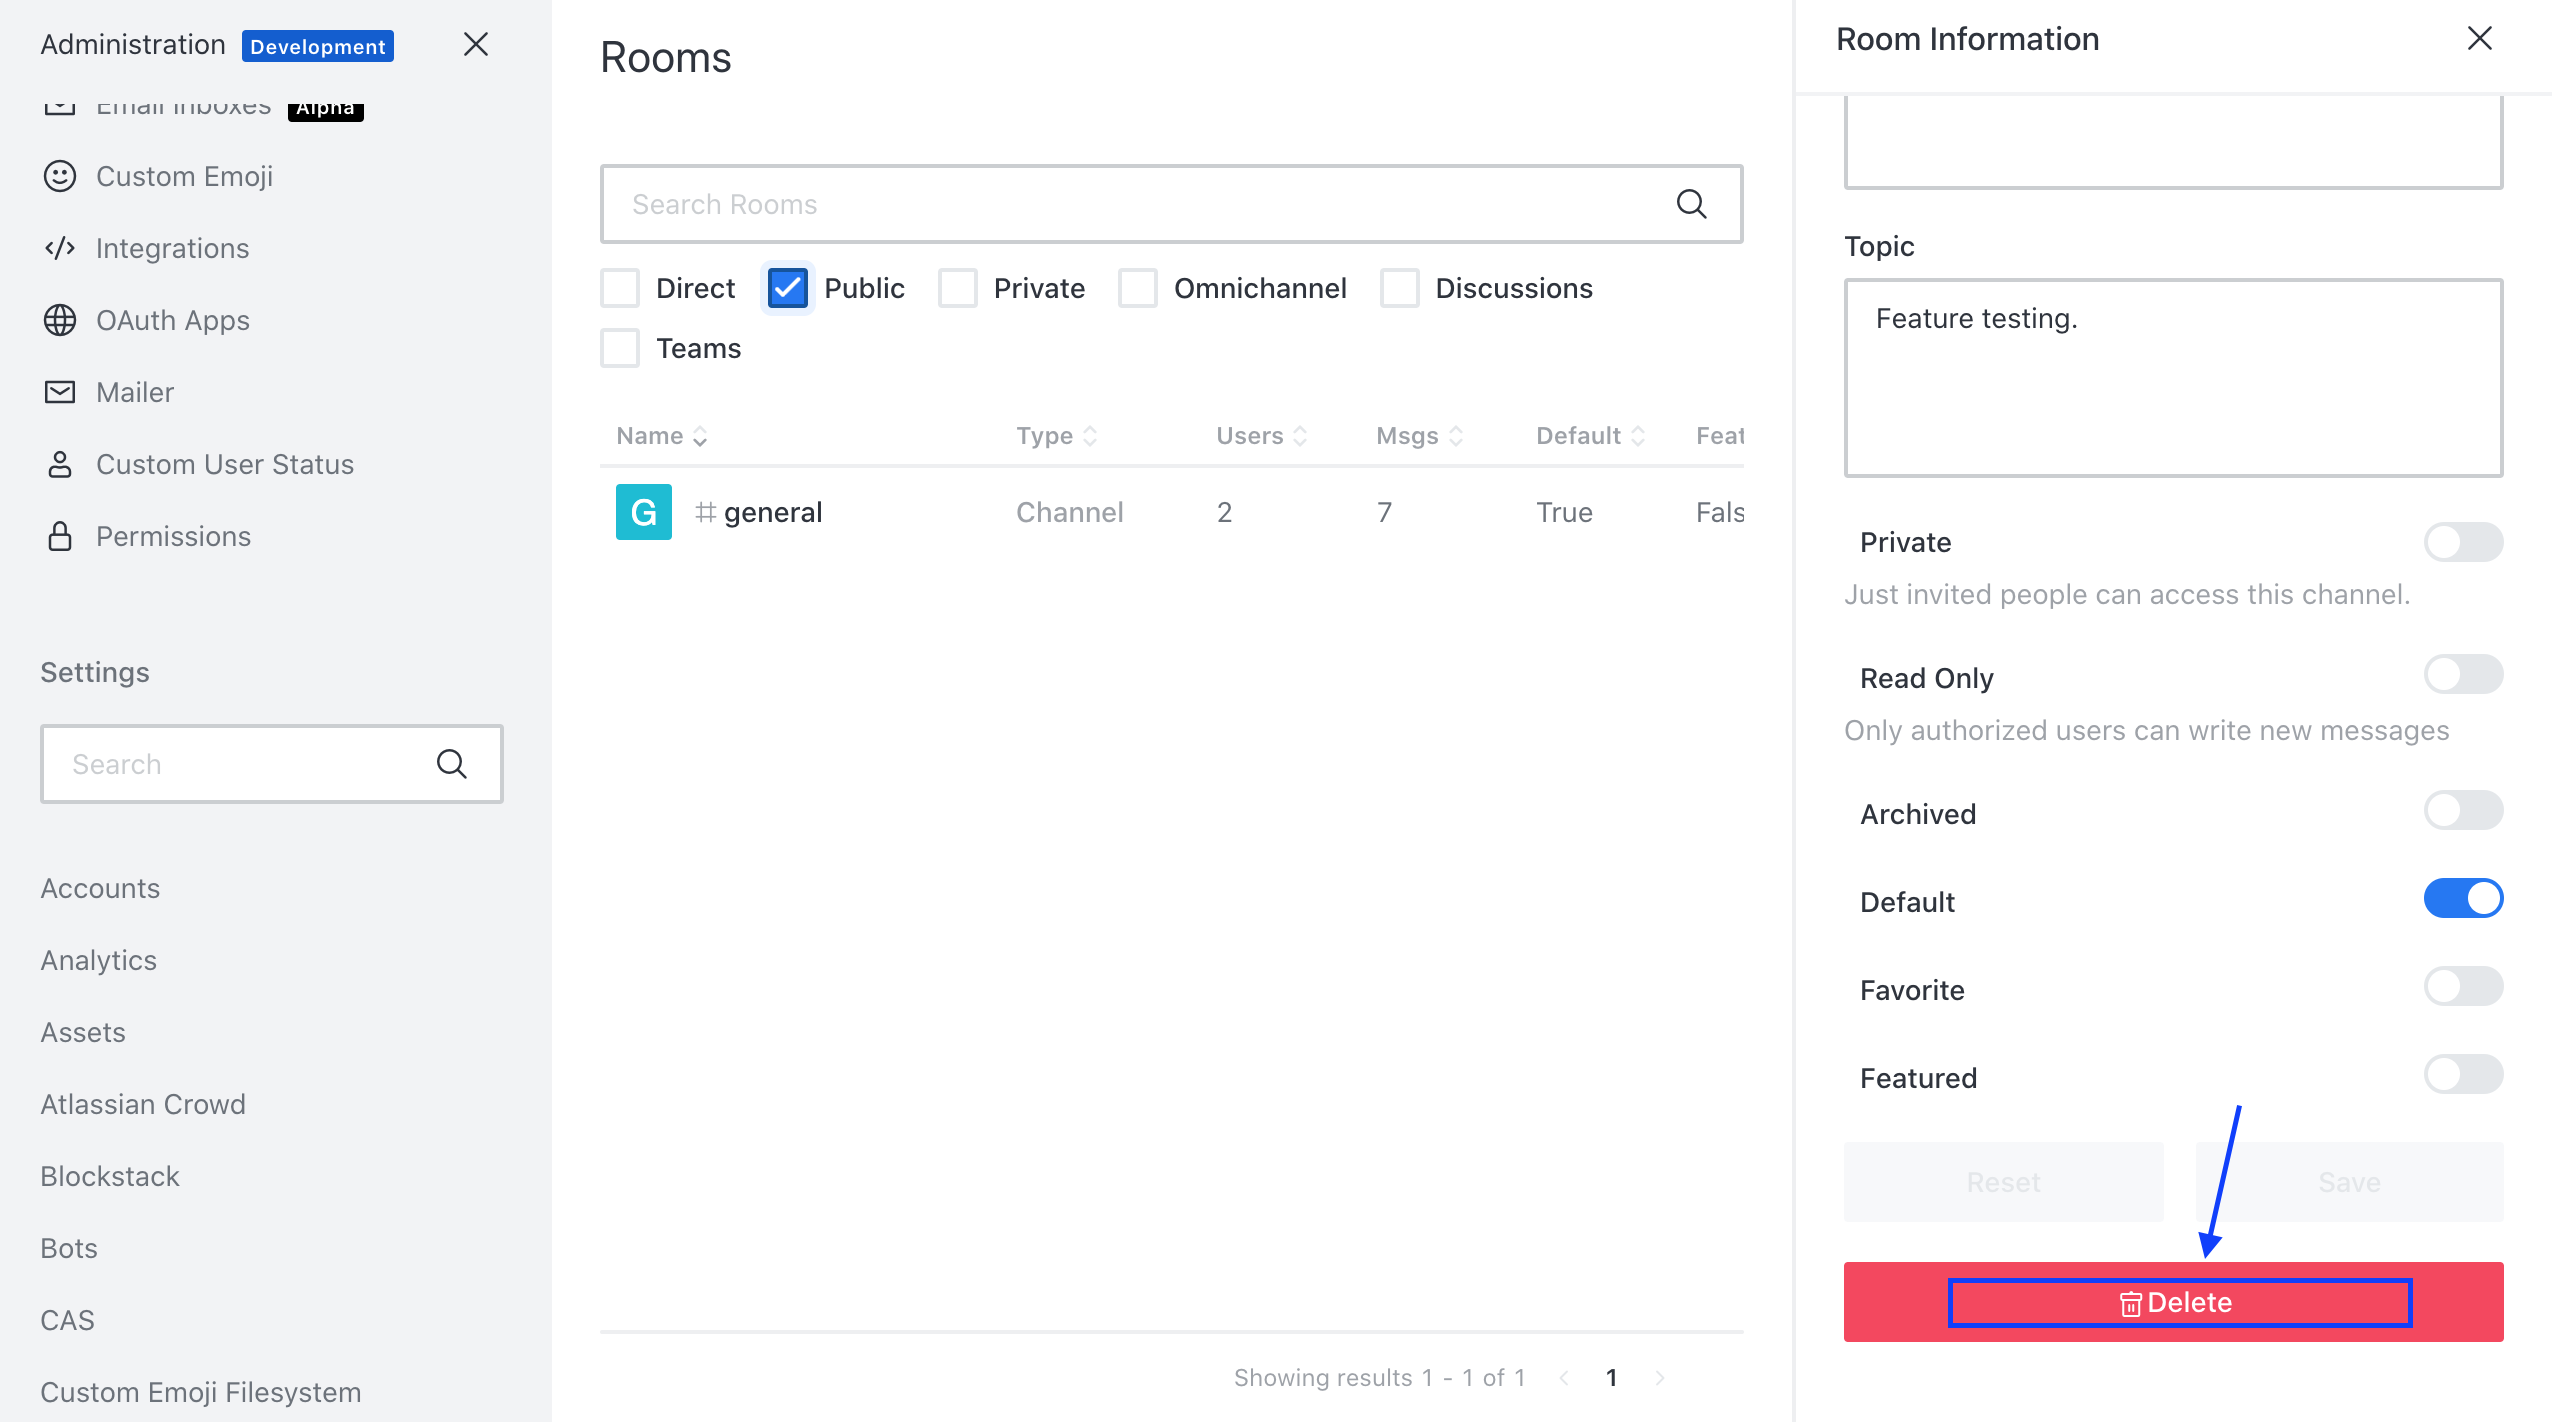 Administration Development
Email Inboxes Alpha
Custom Emoji
Integrations
OAuth Apps
Mailer
Custom User Status
Permissions
Settings
Search
Accounts
Analytics
Assets
Atlassian Crowd
Blockstack
Bots
CAS
Custom Emoji Filesystem
Rooms
Search Rooms
Direct Public Private Omnichannel Discussions
Teams
Name Type Users Msgs Default Feat
G # general Channel 2 7 True Fals
Showing results 1 - 1 of 1 < 1 >
Room Information
Topic
Feature testing.
Private
Just invited people can access this channel.
Read Only
Only authorized users can write new messages
Archived
Default
Favorite
Featured
Reset Save
Delete